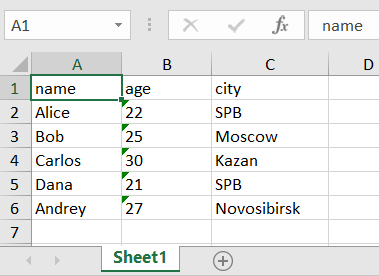 A1 fx name
A B C D
1 name age city
2 Alice 22 SPB
3 Bob 25 Moscow
4 Carlos 30 Kazan
5 Dana 21 SPB
6 Andrey 27 Novosibirsk
7
Sheet1